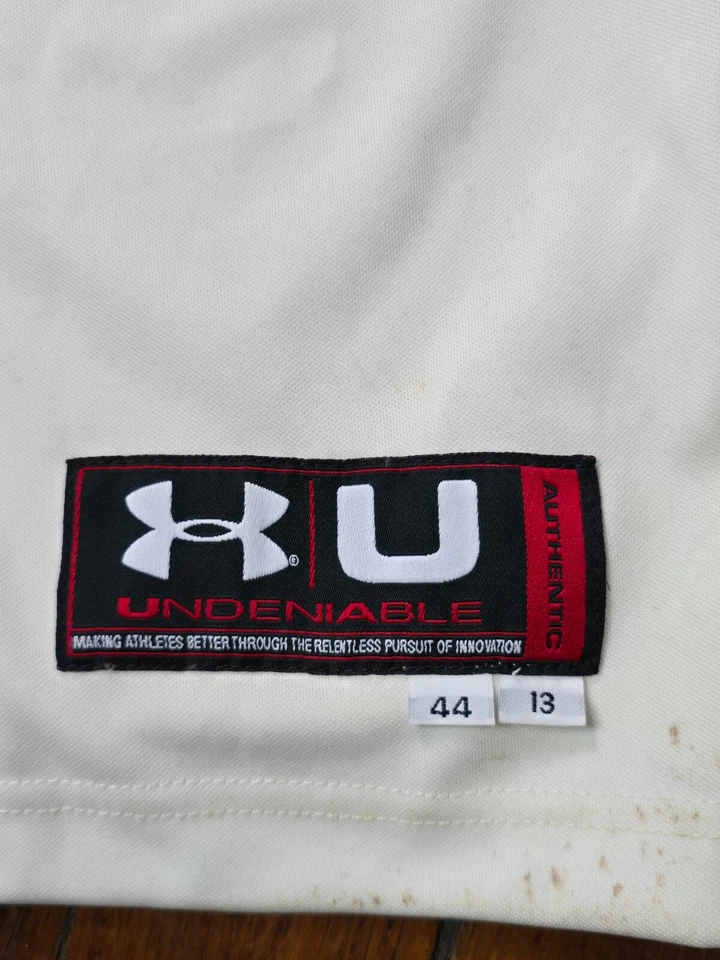 U
UNDENIABLE
MAKING ATHLETES BETTER THROUGH THE RELENTLESS PURSUIT OF INNOVATION
AUTHENTIC
44
13